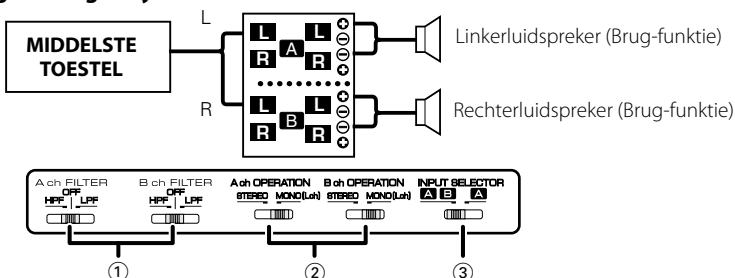 L
MIDDELSTE
TOESTEL
R
L L
A
R R
L L
B
R R
Linkerluidspreker (Brug-funktie)
Rechterluidspreker (Brug-funktie)
A ch FILTER
OFF
HPF LPF
B ch FILTER
OFF
HPF LPF
A ch OPERATION
STEREO MONO(Lch)
B ch OPERATION
STEREO MONO(Lch)
INPUT SELECTOR
A B A
① ② ③